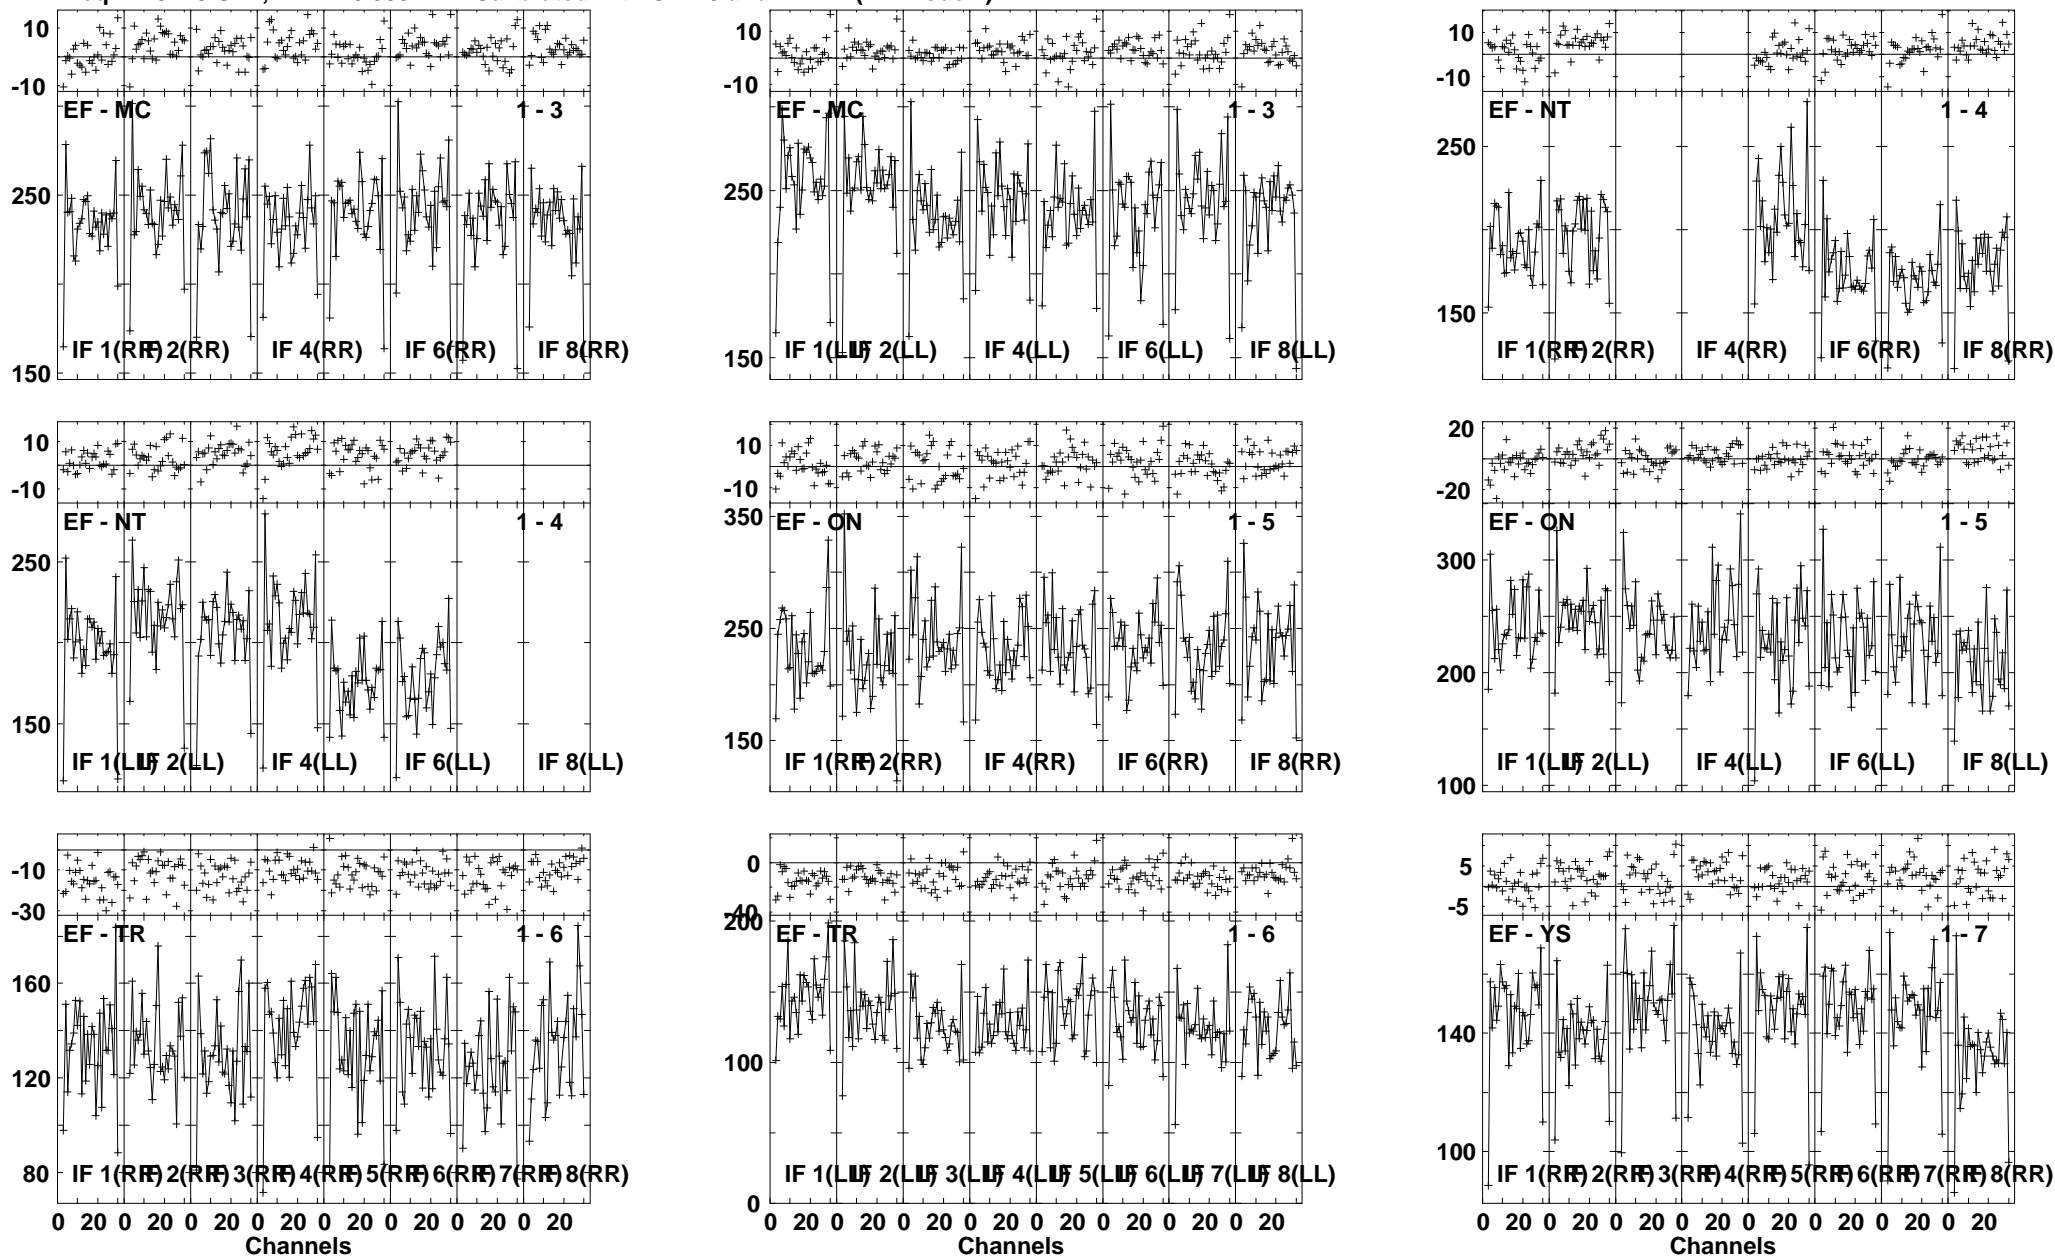 10
-10
EF - MC 1 - 3
250
150
IF 1(RR) IF 2(RR) IF 4(RR) IF 6(RR) IF 8(RR)
10
-10
EF - MC 1 - 3
250
150
IF 1(LL) IF 2(LL) IF 4(LL) IF 6(LL) IF 8(LL)
10
-10
EF - NT 1 - 4
250
150
IF 1(RR) IF 2(RR) IF 4(RR) IF 6(RR) IF 8(RR)
10
-10
EF - NT 1 - 4
250
150
IF 1(LL) IF 2(LL) IF 4(LL) IF 6(LL) IF 8(LL)
10
-10
350
EF - ON 1 - 5
250
150
IF 1(RR) IF 2(RR) IF 4(RR) IF 6(RR) IF 8(RR)
20
-20
EF - ON 1 - 5
300
200
100
IF 1(LL) IF 2(LL) IF 4(LL) IF 6(LL) IF 8(LL)
-10
-30
EF - TR 1 - 6
160
120
80
IF 1(RR) IF 2(RR) IF 3(RR) IF 4(RR) IF 5(RR) IF 6(RR) IF 7(RR) IF 8(RR)
0 20 0 20 0 20 0 20 0 20 0 20 0 20 0 20
Channels
0
-40
200
EF - TR 1 - 6
100
0
IF 1(LL) IF 2(LL) IF 3(LL) IF 4(LL) IF 5(LL) IF 6(LL) IF 7(LL) IF 8(LL)
0 20 0 20 0 20 0 20 0 20 0 20 0 20 0 20
Channels
5
-5
EF - YS 1 - 7
140
100
IF 1(RR) IF 2(RR) IF 3(RR) IF 4(RR) IF 5(RR) IF 6(RR) IF 7(RR) IF 8(RR)
0 20 0 20 0 20 0 20 0 20 0 20 0 20 0 20
Channels